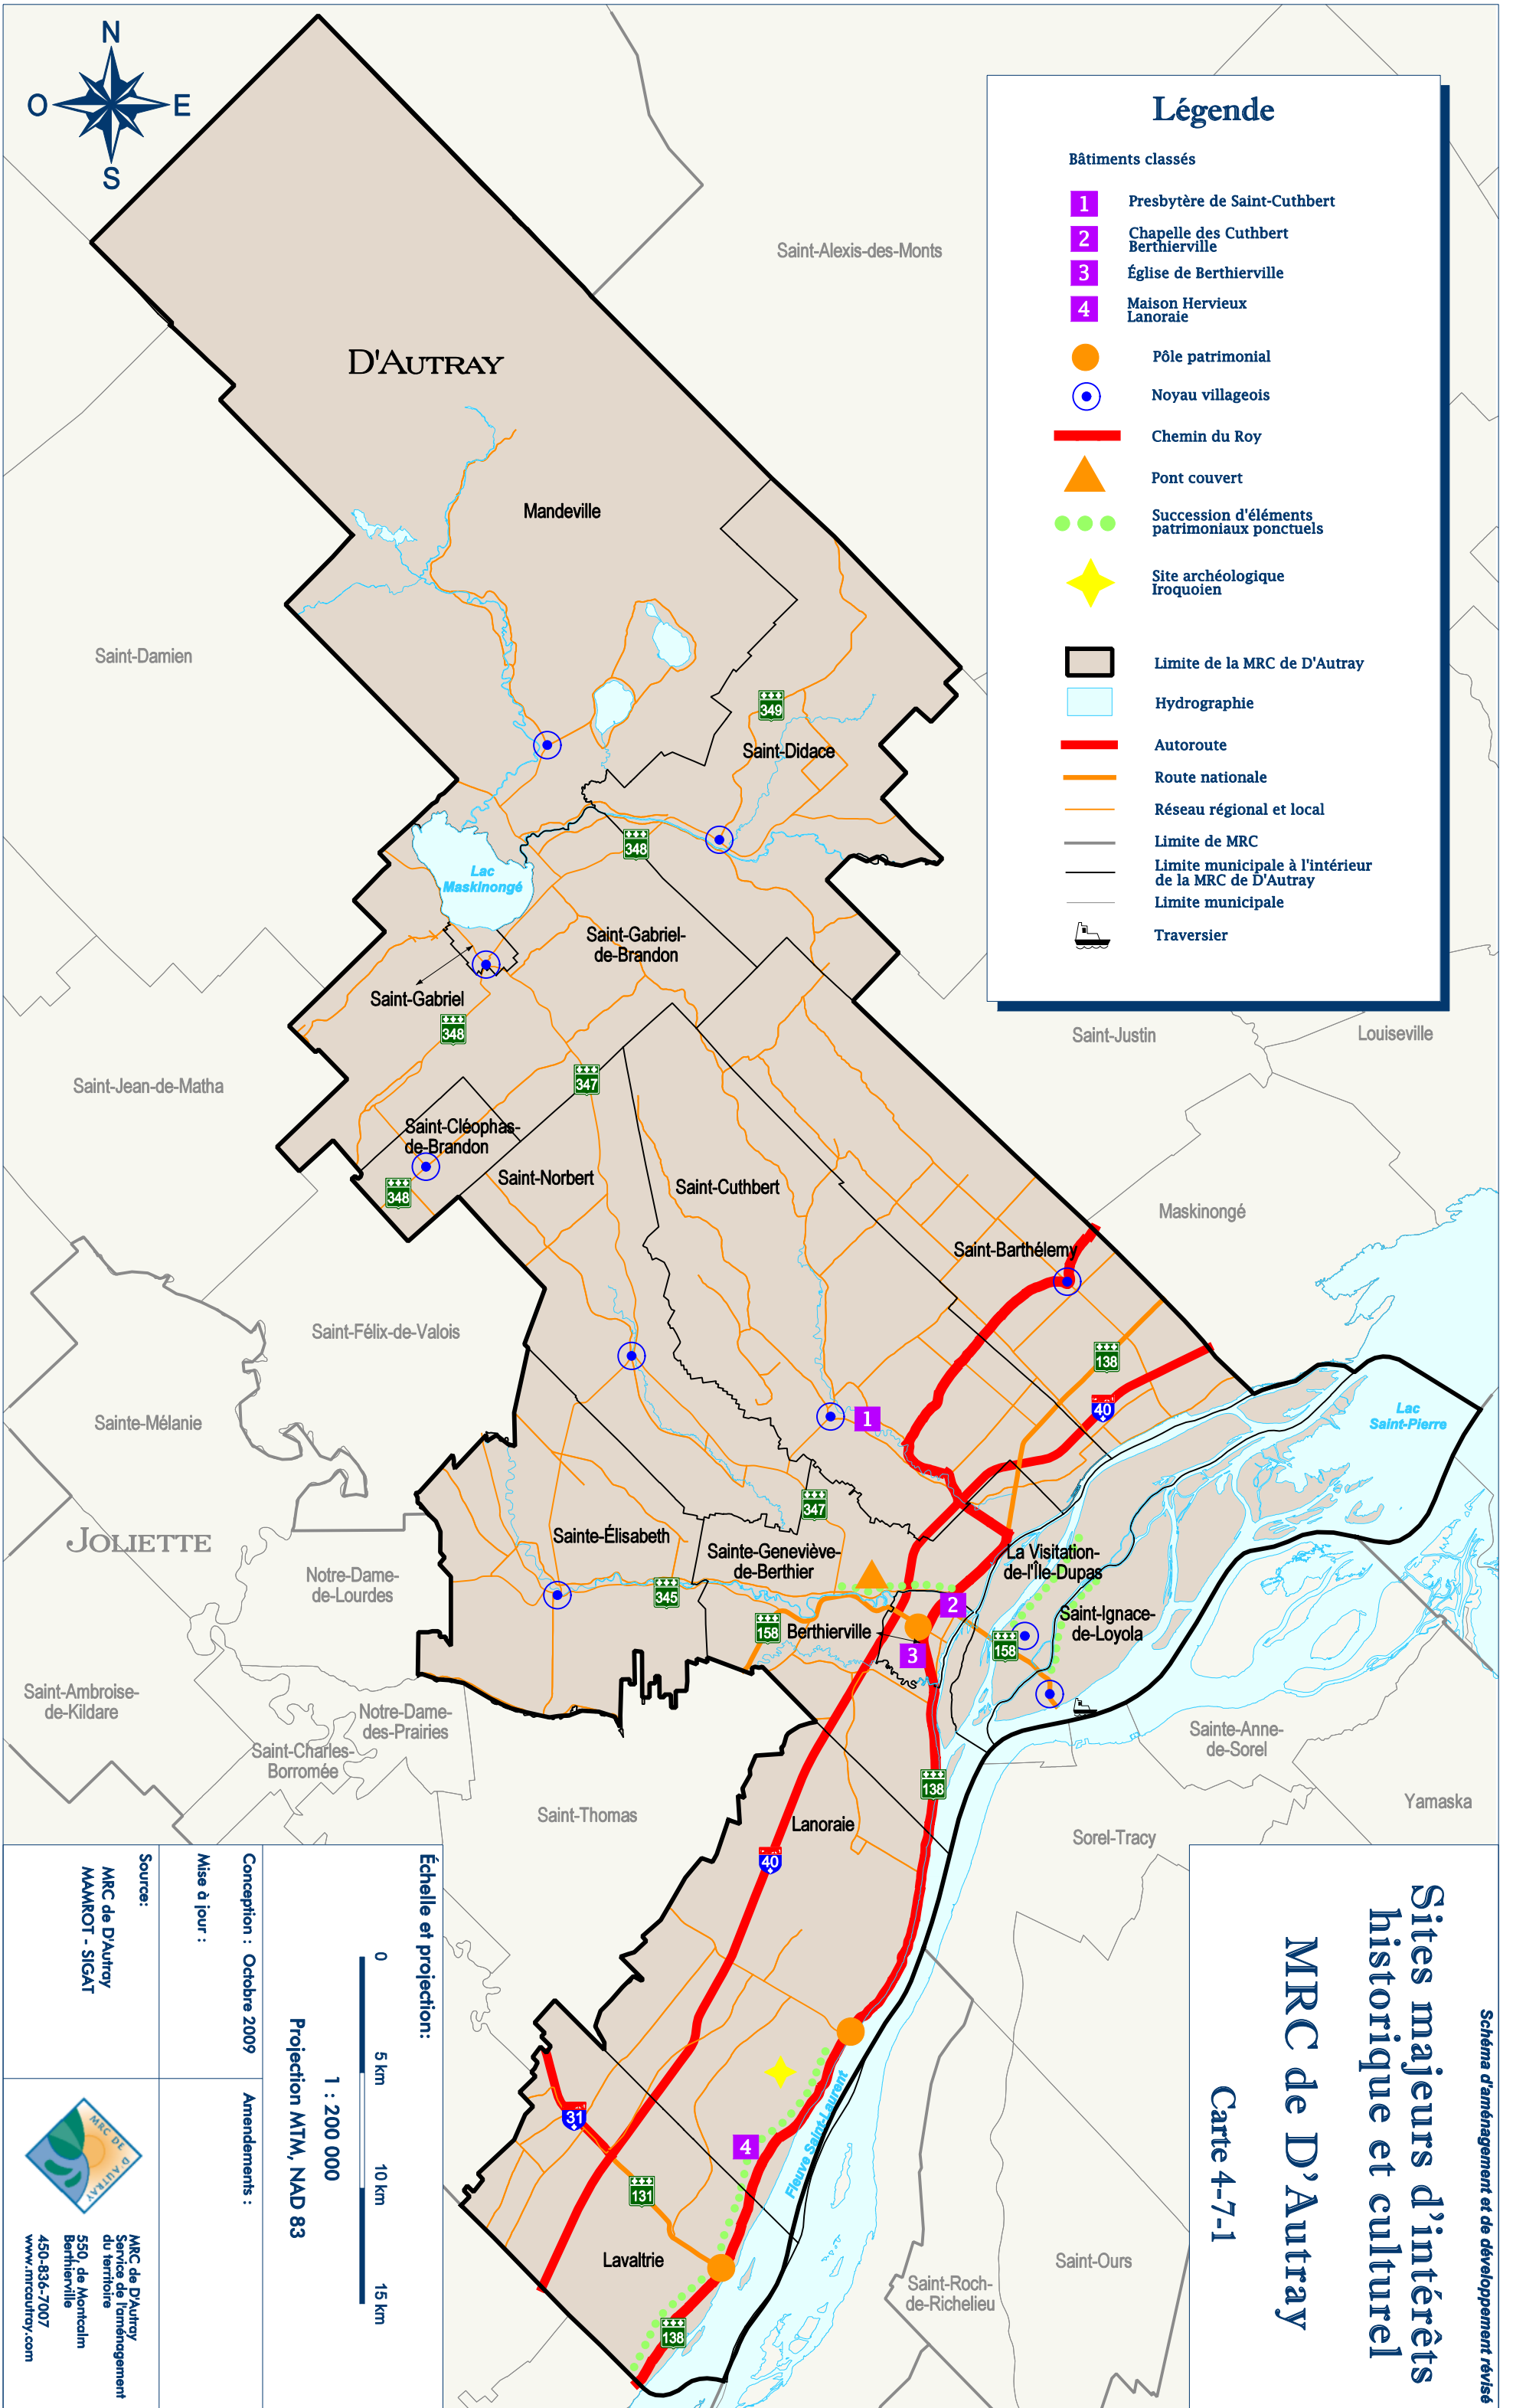 N
O
E
S
Légende
Bâtiments classés
1 Presbytère de Saint-Cuthbert
2 Chapelle des Cuthbert
Berthierville
3 Église de Berthierville
4 Maison Hervieux
Lanoraie
Pôle patrimonial
Noyau villageois
Chemin du Roy
Pont couvert
Succession d'éléments
patrimoniaux ponctuels
Site archéologique
Iroquoien
Limite de la MRC de D'Autray
Hydrographie
Autoroute
Route nationale
Réseau régional et local
Limite de MRC
Limite municipale à l'intérieur
de la MRC de D'Autray
Limite municipale
Traversier
Saint-Alexis-des-Monts
D'AUTRAY
Mandeville
Saint-Damien
349
Saint-Didace
348
Lac
Maskinongé
Saint-Gabriel-
de-Brandon
Saint-Gabriel
348
Saint-Justin
Louiseville
347
Saint-Jean-de-Matha
Saint-Cléophas-
de-Brandon
348
Saint-Norbert
Saint-Cuthbert
Maskinongé
Saint-Barthélemy
Saint-Félix-de-Valois
138
40
Lac
Saint-Pierre
Sainte-Mélanie
1
347
JOLIETTE
Sainte-Élisabeth
Sainte-Geneviève-
de-Berthier
La Visitation-
de-l'Île-Dupas
Notre-Dame-
de-Lourdes
345
2
Saint-Ignace-
de-Loyola
158
Berthierville
158
3
Saint-Ambroise-
de-Kildare
Notre-Dame-
des-Prairies
Saint-Charles-
Borromée
Sainte-Anne-
de-Sorel
138
Yamaska
Saint-Thomas
Lanoraie
Sorel-Tracy
40
Fleuve Saint-Laurent
31
4
131
Lavaltrie
Saint-Ours
Saint-Roch-
de-Richelieu
138
Schéma d'aménagement et de développement révisé
Sites majeurs d'intérêts
historique et culturel
MRC de D'Autray
Carte 4-7-1
Échelle et projection:
0 5 km 10 km 15 km
1 : 200 000
Projection MTM, NAD 83
Conception : Octobre 2009
Amendements :
Mise à jour :
Source:
MRC de D'Autray
MAMROT - SIGAT
MRC DE D'AUTRAY
MRC de D'Autray
Service de l'aménagement
du territoire
550, de Montcalm
Berthierville
450-836-7007
www.mrcautray.com